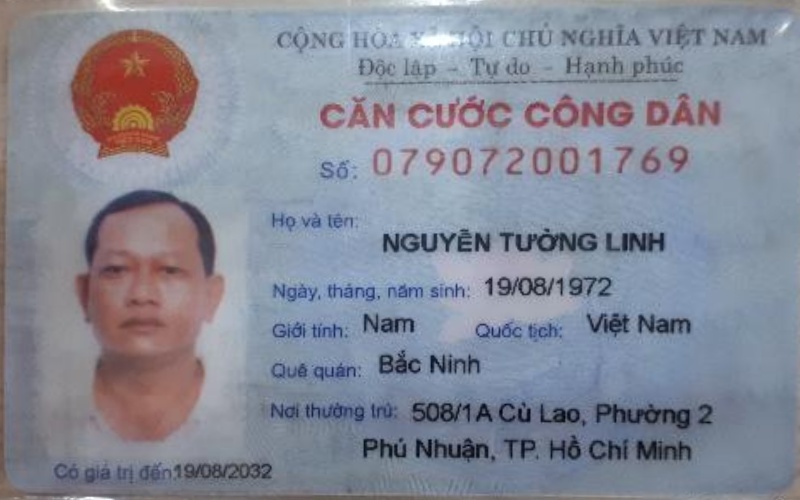 CỘNG HÒA XÃ HỘI CHỦ NGHĨA VIỆT NAM
Độc lập - Tự do - Hạnh phúc
CĂN CƯỚC CÔNG DÂN
Số: 079072001769
Họ và tên:
NGUYỄN TƯỜNG LINH
Ngày, tháng, năm sinh: 19/08/1972
Giới tính: Nam Quốc tịch: Việt Nam
Quê quán: Bắc Ninh
Nơi thường trú: 508/1A Cù Lao, Phường 2
Phú Nhuận, TP. Hồ Chí Minh
Có giá trị đến 19/08/2032